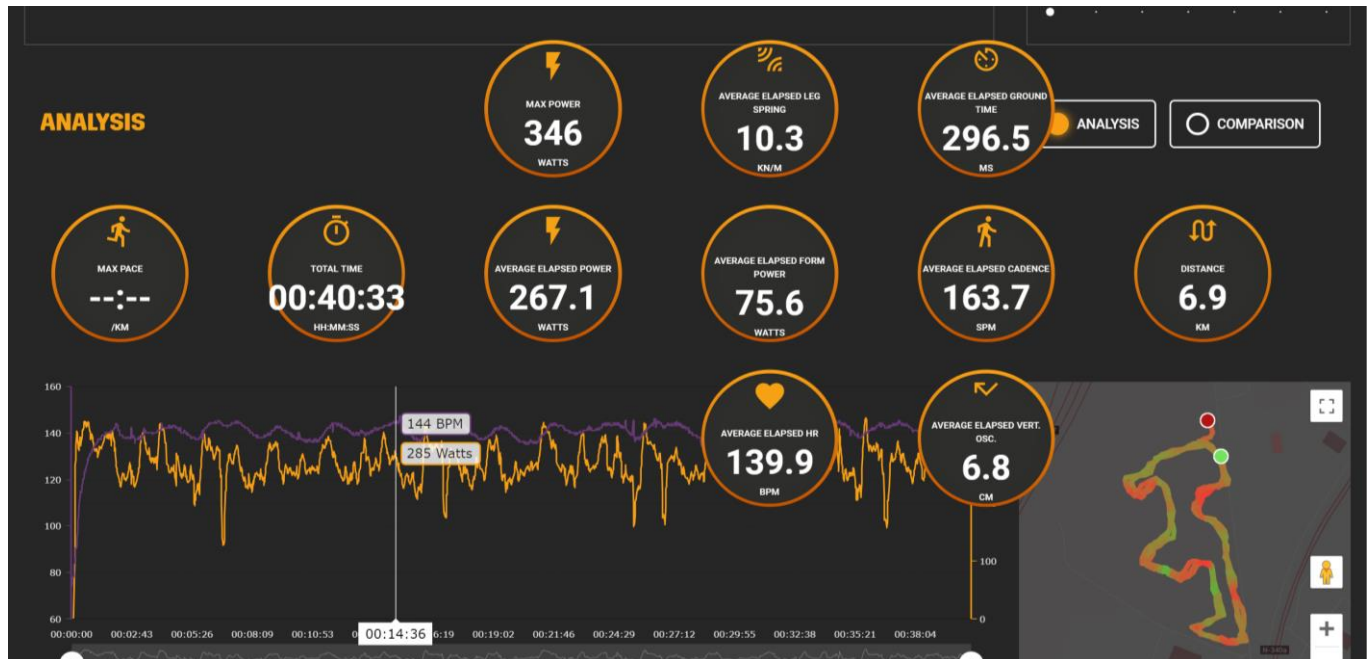 MAX POWER
346
WATTS
AVERAGE ELAPSED LEG
SPRING
10.3
KN/M
AVERAGE ELAPSED GROUND
TIME
296.5
MS
ANALYSIS
ANALYSIS
COMPARISON
MAX PACE
--:--
/KM
TOTAL TIME
00:40:33
HH:MM:SS
AVERAGE ELAPSED POWER
267.1
WATTS
AVERAGE ELAPSED FORM
POWER
75.6
WATTS
AVERAGE ELAPSED CADENCE
163.7
SPM
DISTANCE
6.9
KM
AVERAGE ELAPSED HR
139.9
BPM
AVERAGE ELAPSED VERT.
OSC.
6.8
CM
160
140
120
100
80
60
144 BPM
285 Watts
100
0
00:00:00 00:02:43 00:05:26 00:08:09 00:10:53 00:14:36 6:19 00:19:02 00:21:46 00:24:29 00:27:12 00:29:55 00:32:38 00:35:21 00:38:04
N-340a
+